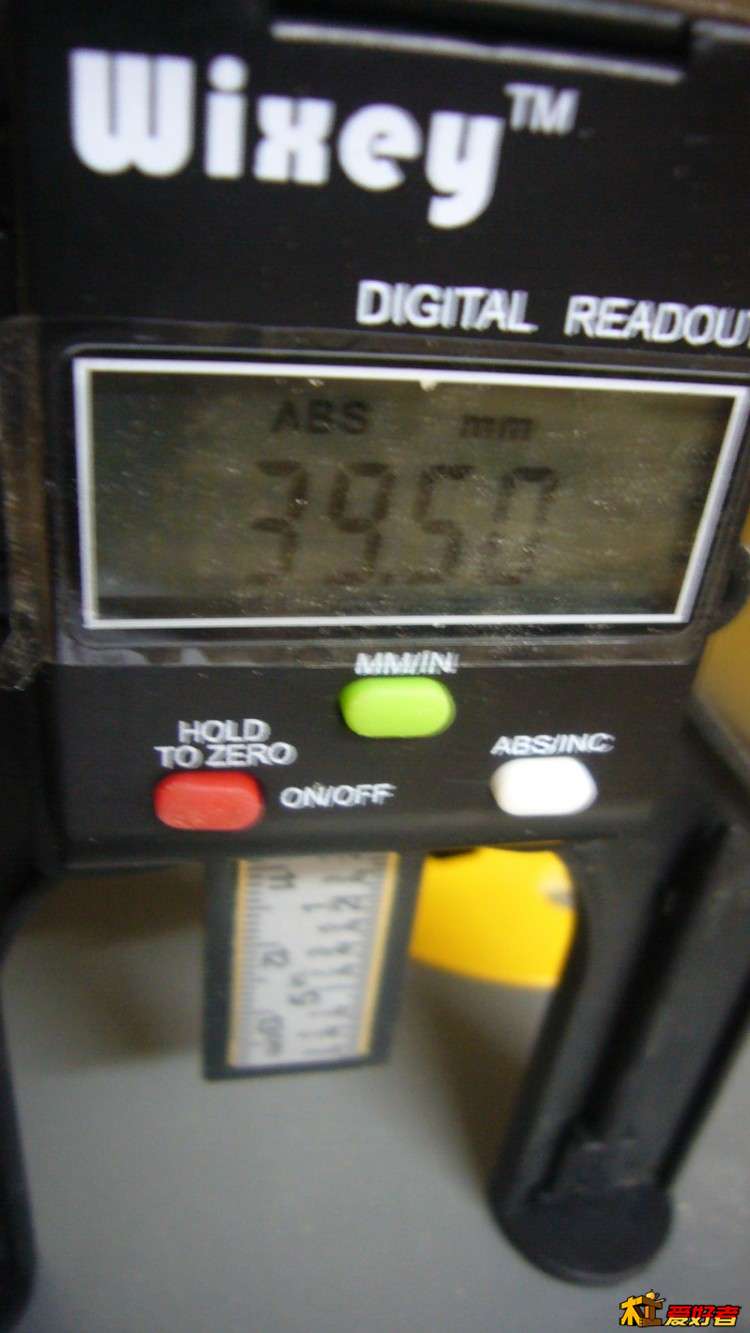 Wixey™
DIGITAL READOUT
ABS mm
39.50
MM/IN
HOLD
TO ZERO
ON/OFF
ABS/INC
木工爱好者